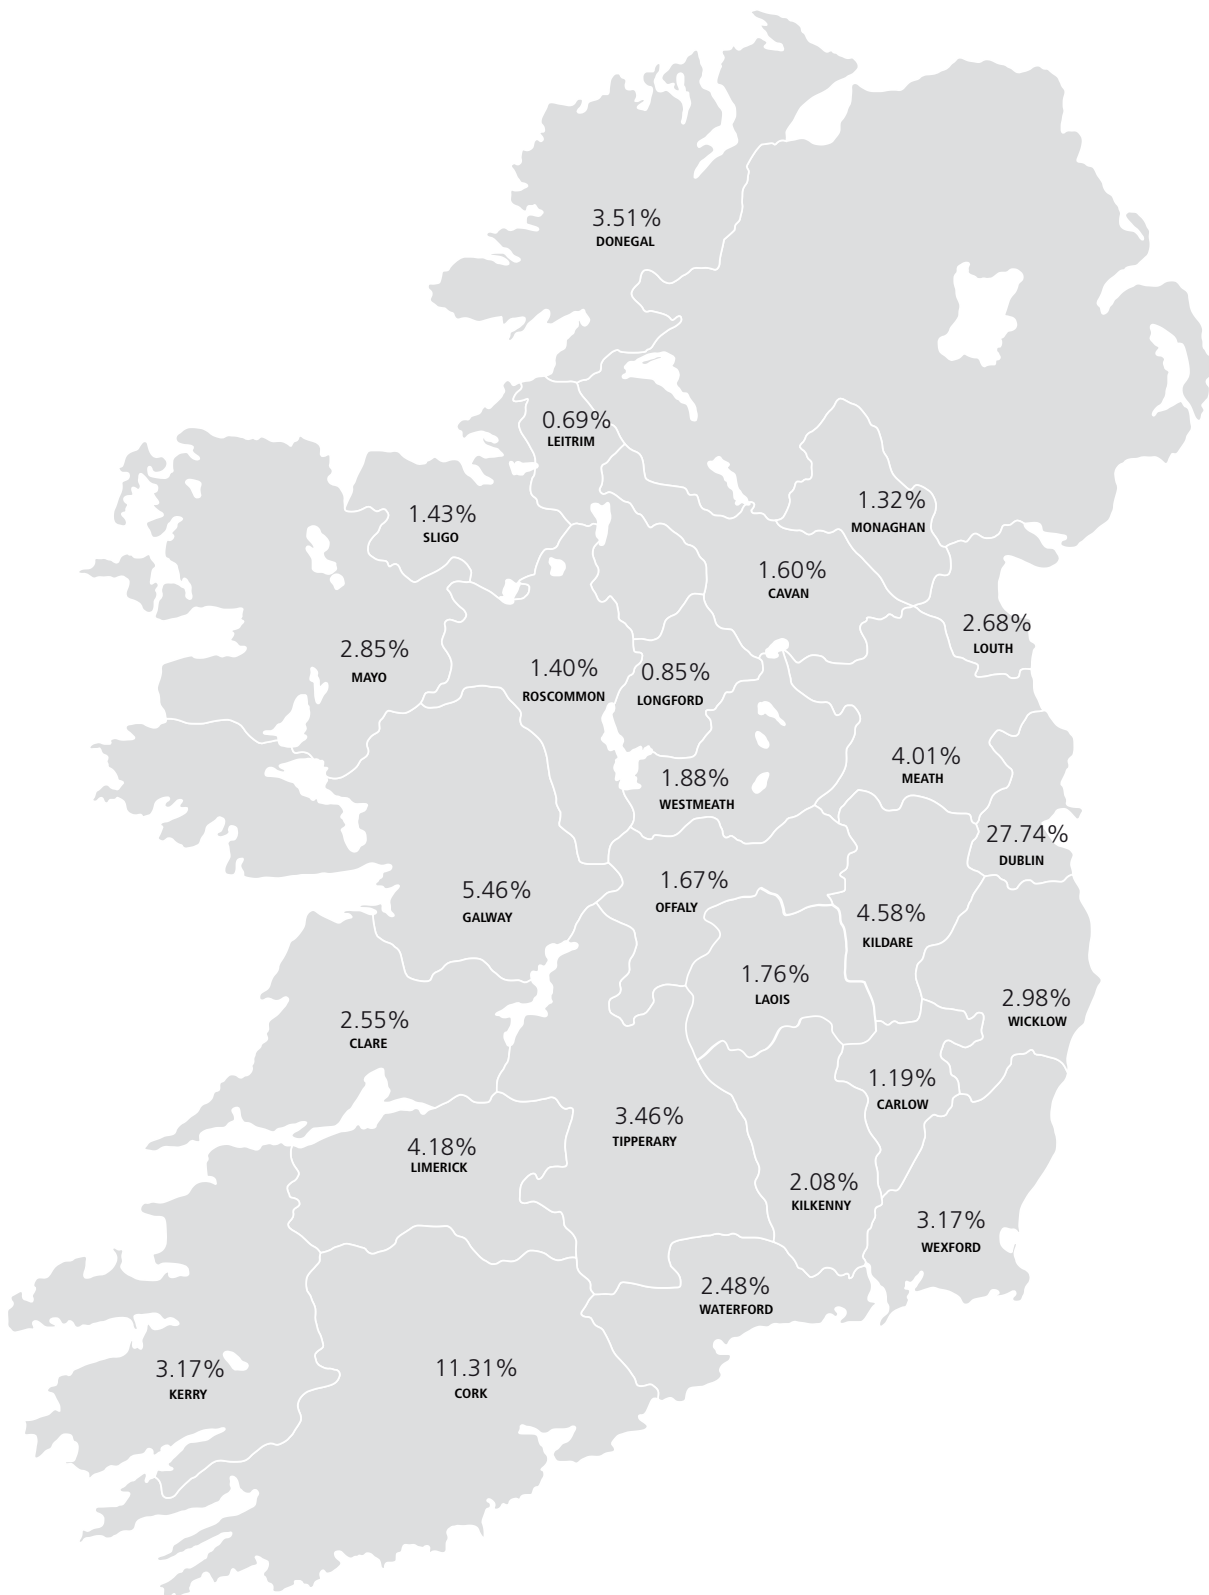 3.51%
DONEGAL
0.69%
LEITRIM
1.32%
MONAGHAN
1.43%
SLIGO
1.60%
CAVAN
2.68%
LOUTH
2.85%
MAYO
1.40%
ROSCOMMON
0.85%
LONGFORD
4.01%
MEATH
1.88%
WESTMEATH
27.74%
DUBLIN
5.46%
GALWAY
1.67%
OFFALY
4.58%
KILDARE
1.76%
LAOIS
2.98%
WICKLOW
2.55%
CLARE
1.19%
CARLOW
3.46%
TIPPERARY
4.18%
LIMERICK
2.08%
KILKENNY
3.17%
WEXFORD
2.48%
WATERFORD
3.17%
KERRY
11.31%
CORK